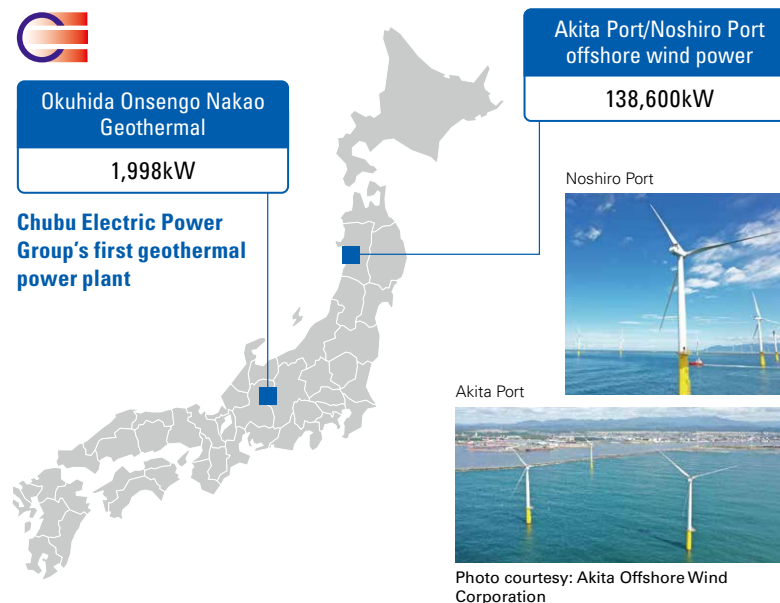 Okuhida Onsengo Nakao
Geothermal
1,998kW
Chubu Electric Power
Group's first geothermal
power plant
Akita Port/Noshiro Port
offshore wind power
138,600kW
Noshiro Port
Akita Port
Photo courtesy: Akita Offshore Wind
Corporation